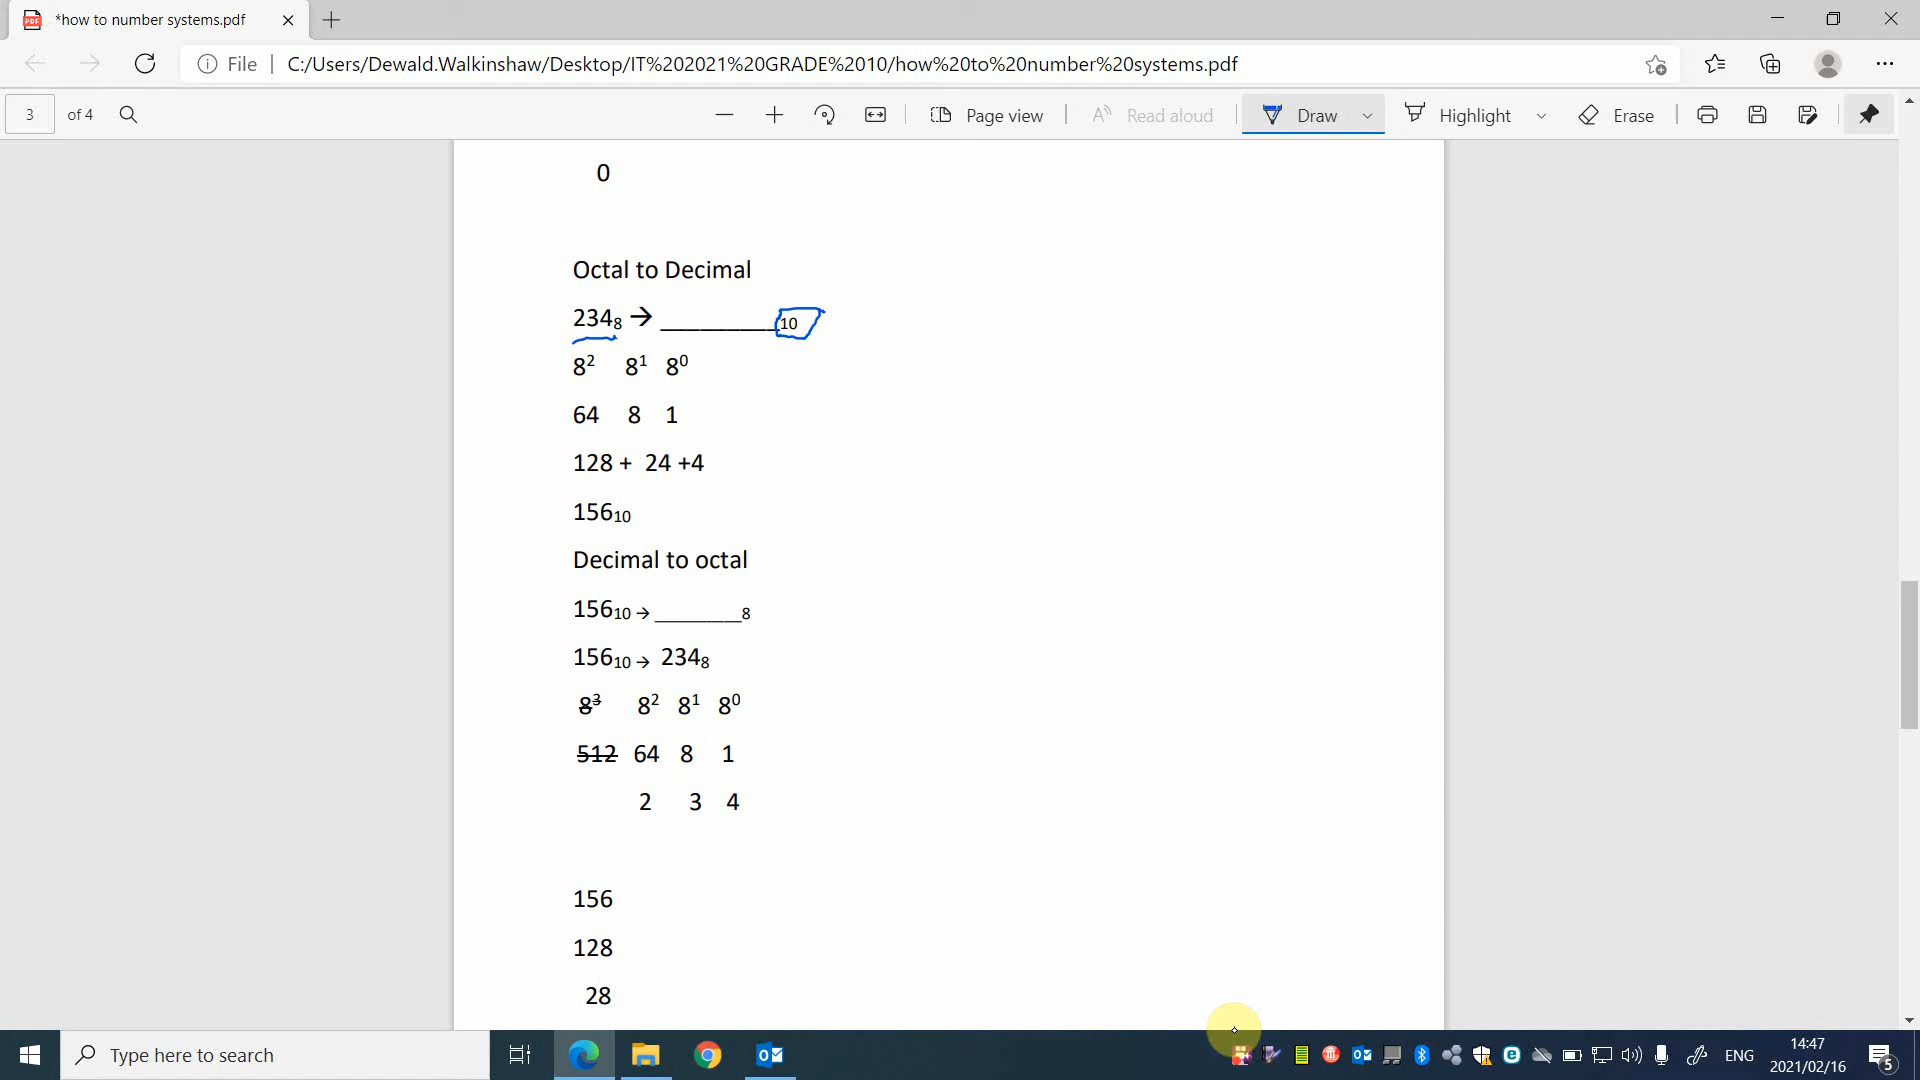 *how to number systems.pdf
File | C:/Users/Dewald.Walkinshaw/Desktop/IT%202021%20GRADE%2010/how%20to%20number%20systems.pdf
3 of 4 Page view Read aloud Draw Highlight Erase
0
Octal to Decimal
234₈ → __________₁₀
8² 8¹ 8⁰
64 8 1
128 + 24 +4
156₁₀
Decimal to octal
156₁₀ → ________₈
156₁₀ → 234₈
8³ 8² 8¹ 8⁰
512 64 8 1
2 3 4
156
128
28
Type here to search
ENG
14:47
2021/02/16
5